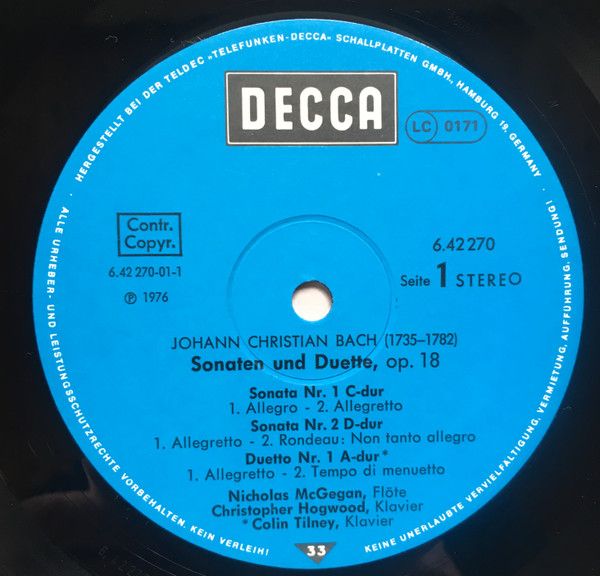 HERGESTELLT BEI DER TELDEC »TELEFUNKEN-DECCA« SCHALLPLATTEN GMBH., HAMBURG 19, GERMANY ·
DECCA
LC 0171
Contr.
Copyr.
6.42 270-01-1
℗ 1976
6.42270
Seite 1 STEREO
JOHANN CHRISTIAN BACH (1735–1782)
Sonaten und Duette, op. 18
Sonata Nr. 1 C-dur
1. Allegro - 2. Allegretto
Sonata Nr. 2 D-dur
1. Allegretto - 2. Rondeau: Non tanto allegro
Duetto Nr. 1 A-dur*
1. Allegretto - 2. Tempo di menuetto
Nicholas McGegan, Flöte
Christopher Hogwood, Klavier
* Colin Tilney, Klavier
33
· ALLE URHEBER- UND LEISTUNGSSCHUTZRECHTE VORBEHALTEN. KEIN VERLEIH!
KEINE UNERLAUBTE VERVIELFÄLTIGUNG, VERMIETUNG, AUFFÜHRUNG, SENDUNG!